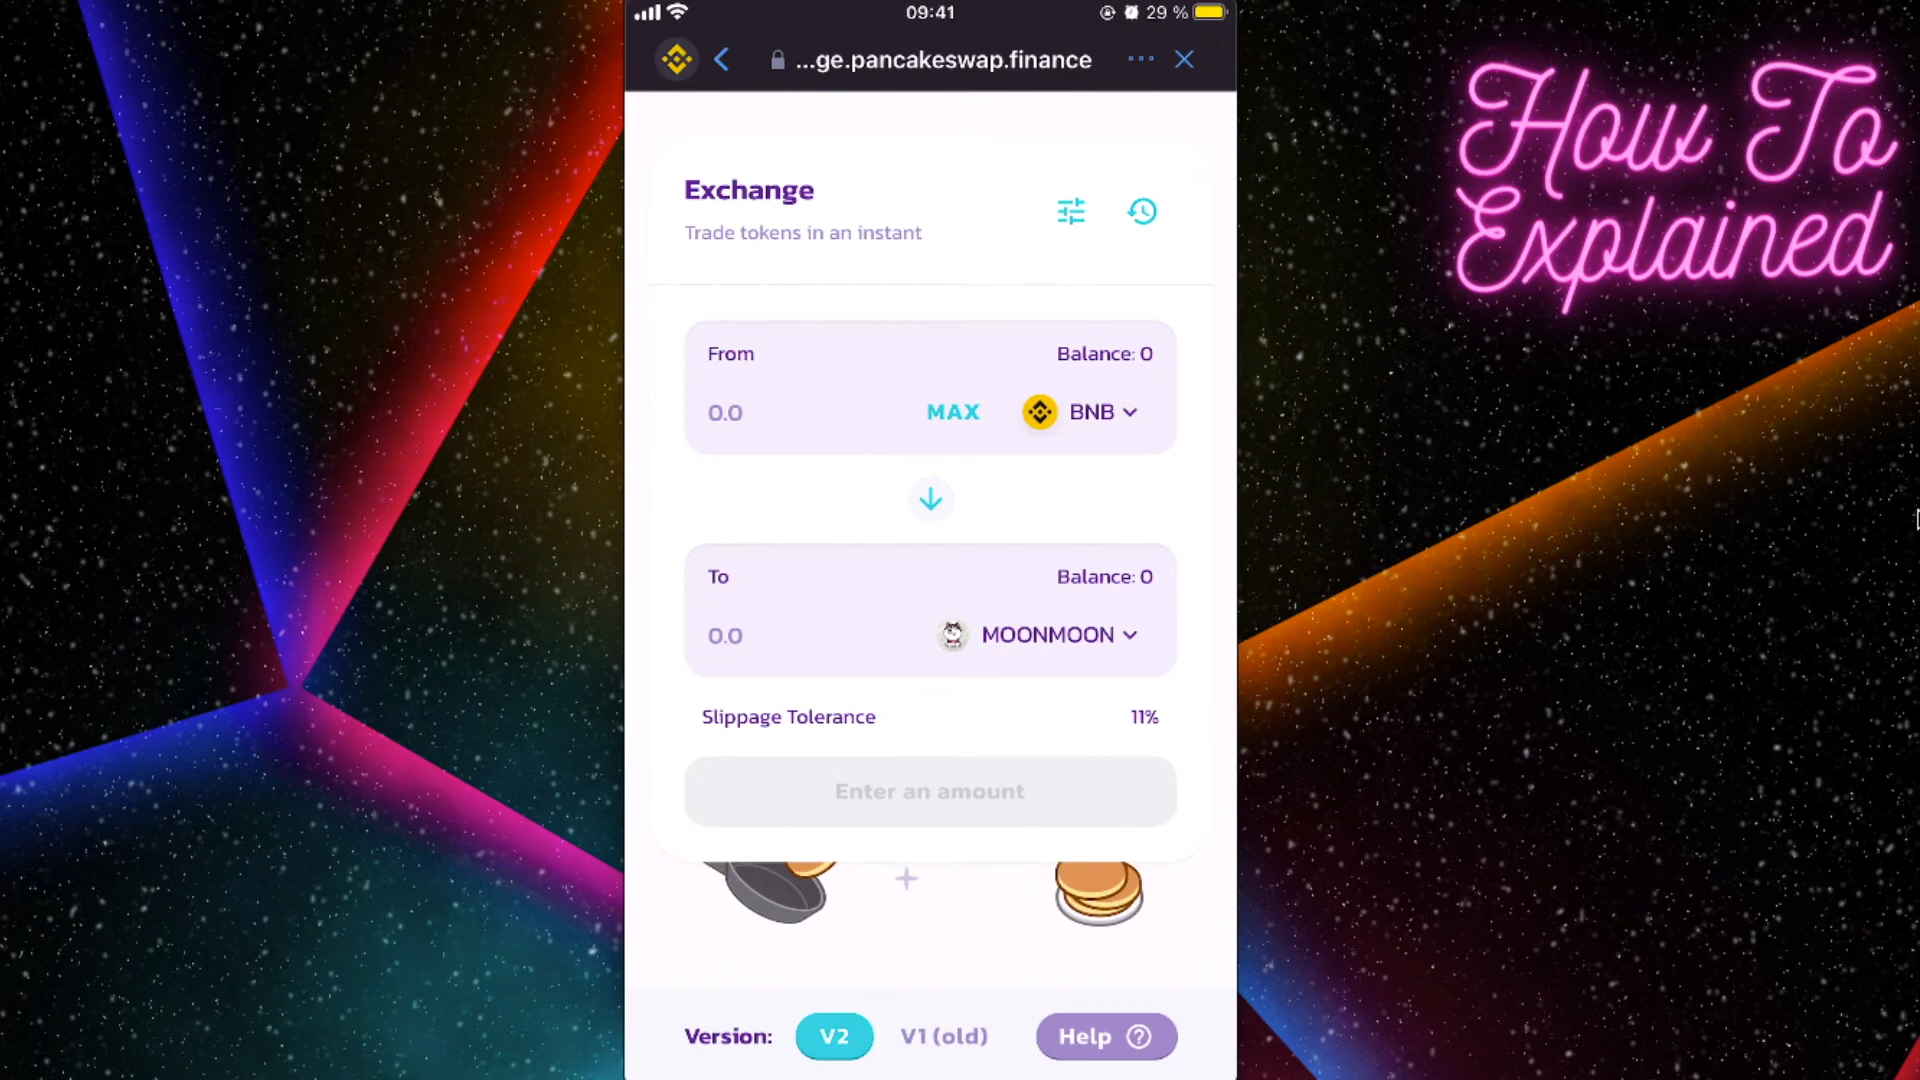 09:41
29 %
...ge.pancakeswap.finance
How To
Explained
Exchange
Trade tokens in an instant
From
Balance: 0
0.0
MAX
BNB
To
Balance: 0
0.0
MOONMOON
Slippage Tolerance
11%
Enter an amount
Version:
V2
V1 (old)
Help